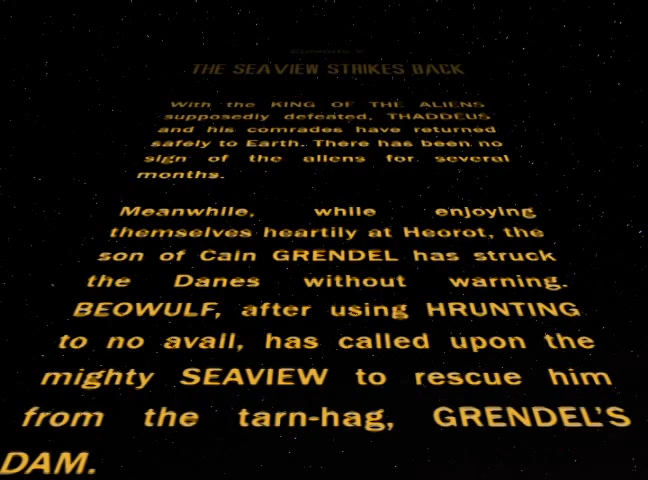 THE SEAVIEW STRIKES BACK
With the KING OF THE ALIENS
supposedly defeated, THADDEUS
and his comrades have returned
safely to Earth. There has been no
sign of the aliens for several
months.
Meanwhile, while enjoying
themselves heartily at Heorot, the
son of Cain GRENDEL has struck
the Danes without warning.
BEOWULF, after using HRUNTING
to no avail, has called upon the
mighty SEAVIEW to rescue him
from the tarn-hag, GRENDEL'S
DAM.